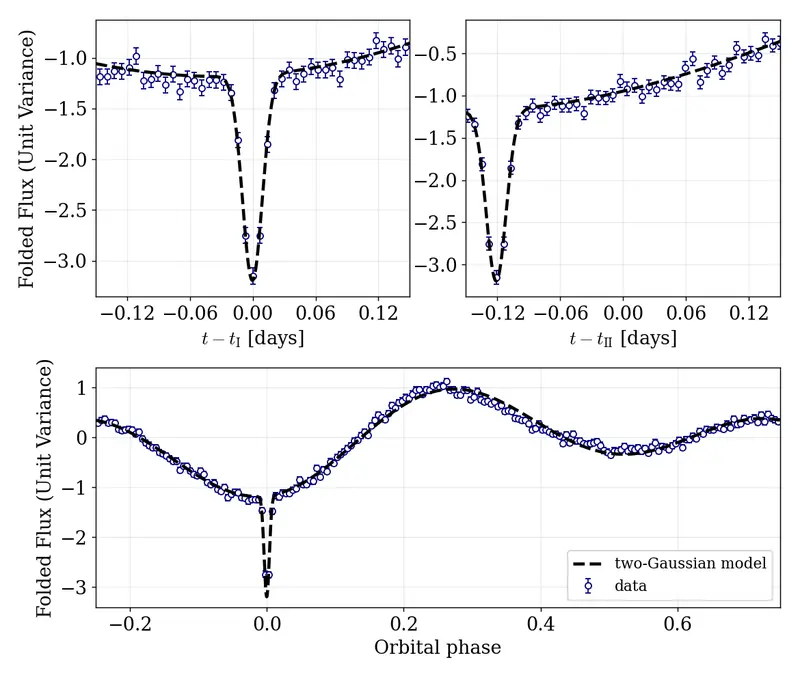 Folded Flux (Unit Variance)
−1.0
−1.5
−2.0
−2.5
−3.0
−0.12 −0.06 0.00 0.06 0.12
t − tI [days]
−0.5
−1.0
−1.5
−2.0
−2.5
−3.0
−0.12 −0.06 0.00 0.06 0.12
t − tII [days]
Folded Flux (Unit Variance)
1
0
−1
−2
−3
−0.2 0.0 0.2 0.4 0.6
Orbital phase
two-Gaussian model
data